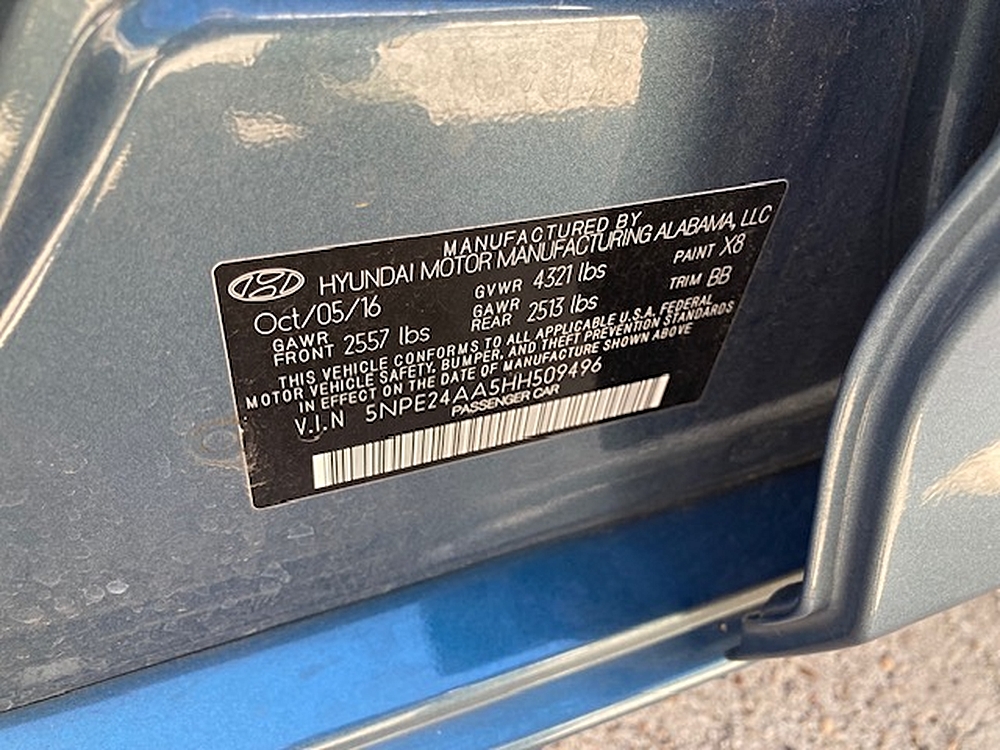 MANUFACTURED BY
HYUNDAI MOTOR MANUFACTURING ALABAMA, LLC
Oct/05/16 GVWR 4321 lbs PAINT X8
GAWR FRONT 2557 lbs GAWR REAR 2513 lbs TRIM BB
THIS VEHICLE CONFORMS TO ALL APPLICABLE U.S.A. FEDERAL
MOTOR VEHICLE SAFETY, BUMPER, AND THEFT PREVENTION STANDARDS
IN EFFECT ON THE DATE OF MANUFACTURE SHOWN ABOVE
V.I.N 5NPE24AA5HH509496
PASSENGER CAR